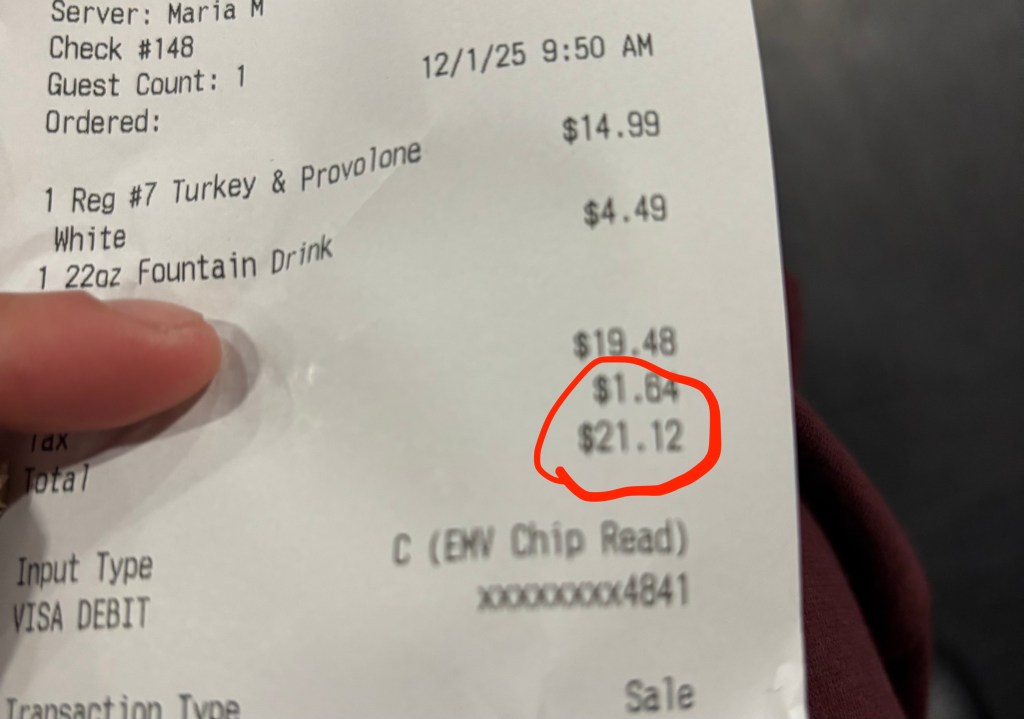 Server: Maria M
Check #148
Guest Count: 1
12/1/25 9:50 AM
Ordered:
1 Reg #7 Turkey & Provolone $14.99
White
1 22oz Fountain Drink $4.49
$19.48
Tax $1.64
Total $21.12
Input Type C (EMV Chip Read)
VISA DEBIT xxxxxxxx4841
Transaction Type Sale